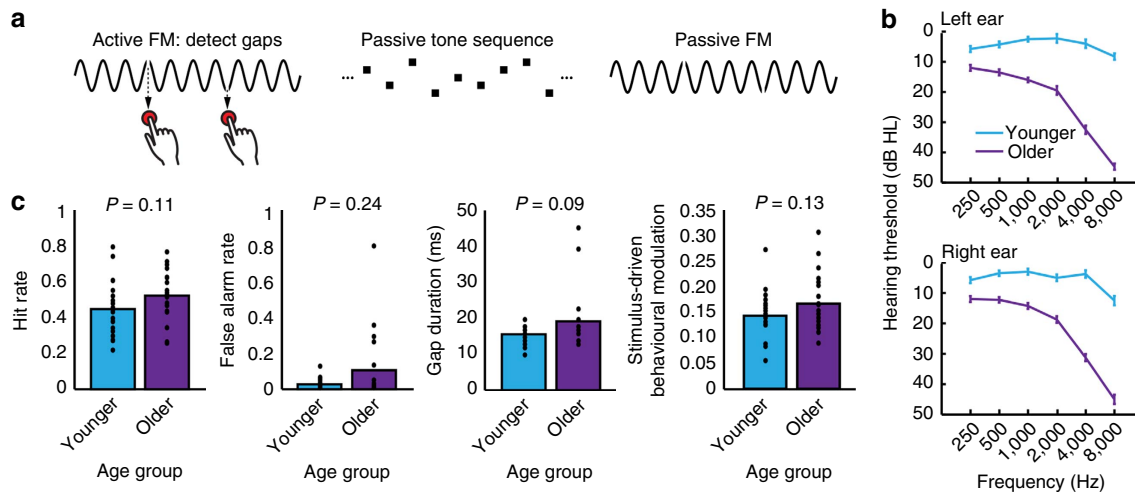 a
Active FM: detect gaps
Passive tone sequence
Passive FM
... ...
b
Left ear
0
10
20
30
40
50
Younger
Older
250
500
1,000
2,000
4,000
8,000
Right ear
0
10
20
30
40
50
250
500
1,000
2,000
4,000
8,000
Frequency (Hz)
Hearing threshold (dB HL)
c
P = 0.11
Hit rate
1
0.8
0.6
0.4
0.2
0
Younger
Older
Age group
P = 0.24
False alarm rate
1
0.8
0.6
0.4
0.2
0
Younger
Older
Age group
P = 0.09
Gap duration (ms)
50
40
30
20
10
0
Younger
Older
Age group
P = 0.13
Stimulus-driven
behavioural modulation
0.35
0.30
0.25
0.20
0.15
0.10
0.05
0
Younger
Older
Age group